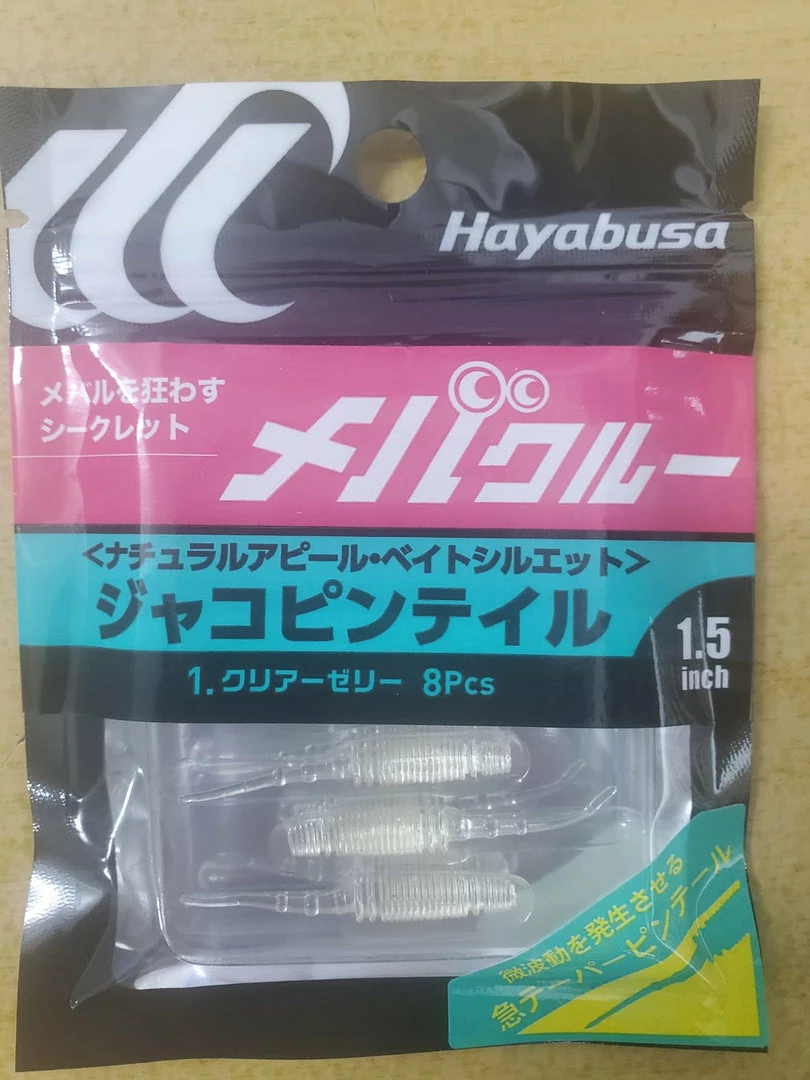 Hayabusa
メバルを狂わす
シークレット
メバクルー
<ナチュラルアピール・ベイトシルエット>
ジャコピンテイル
1.5
inch
1.クリアーゼリー 8Pcs
微波動を発生させる
急テーパーピンテール